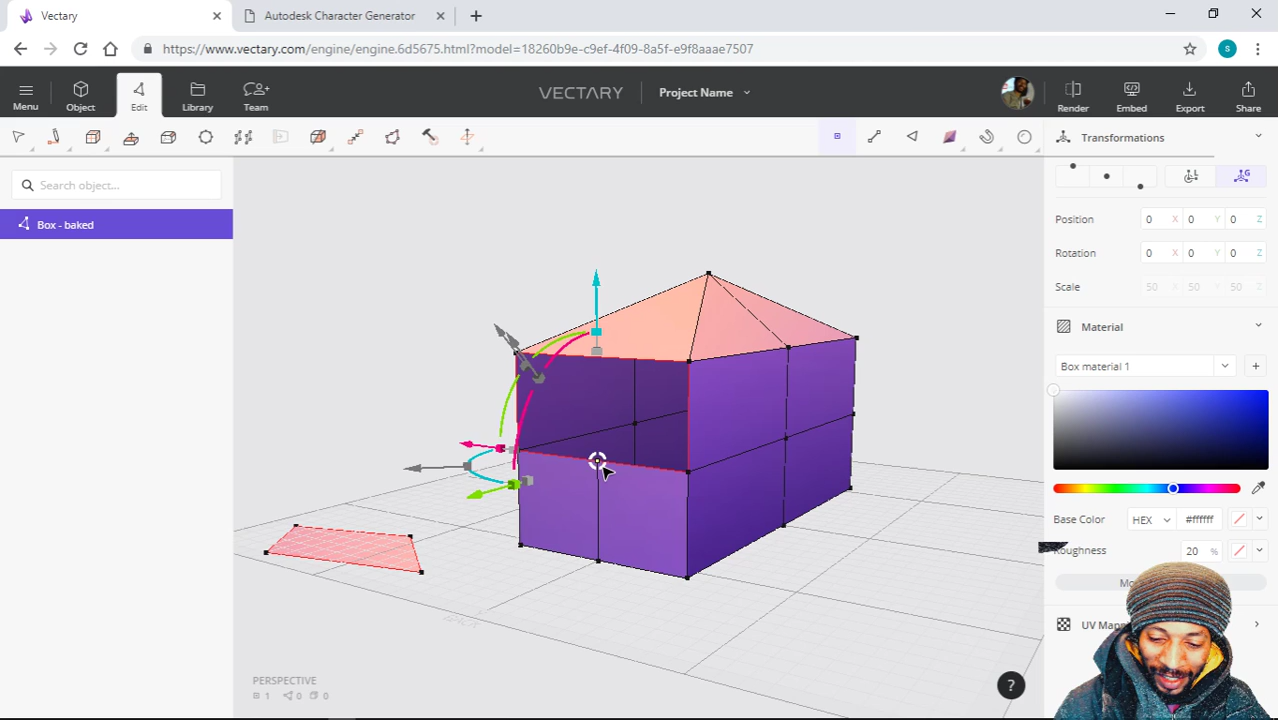 Vectary
Autodesk Character Generator
https://www.vectary.com/engine/engine.6d5675.html?model=18260b9e-c9ef-4f09-8a5f-e9f8aaae7507
S
Menu
Object
Edit
Library
Team
VECTARY
Project Name
Render
Embed
Export
Share
Transformations
Search object...
L
G
Box - baked
Position 0 X 0 Y 0 Z
Rotation 0 X 0 Y 0 Z
Scale 50 X 50 Y 50 Z
Material
Box material 1
Base Color HEX #ffffff
Roughness 20 %
UV
PERSPECTIVE
1 0 0
?